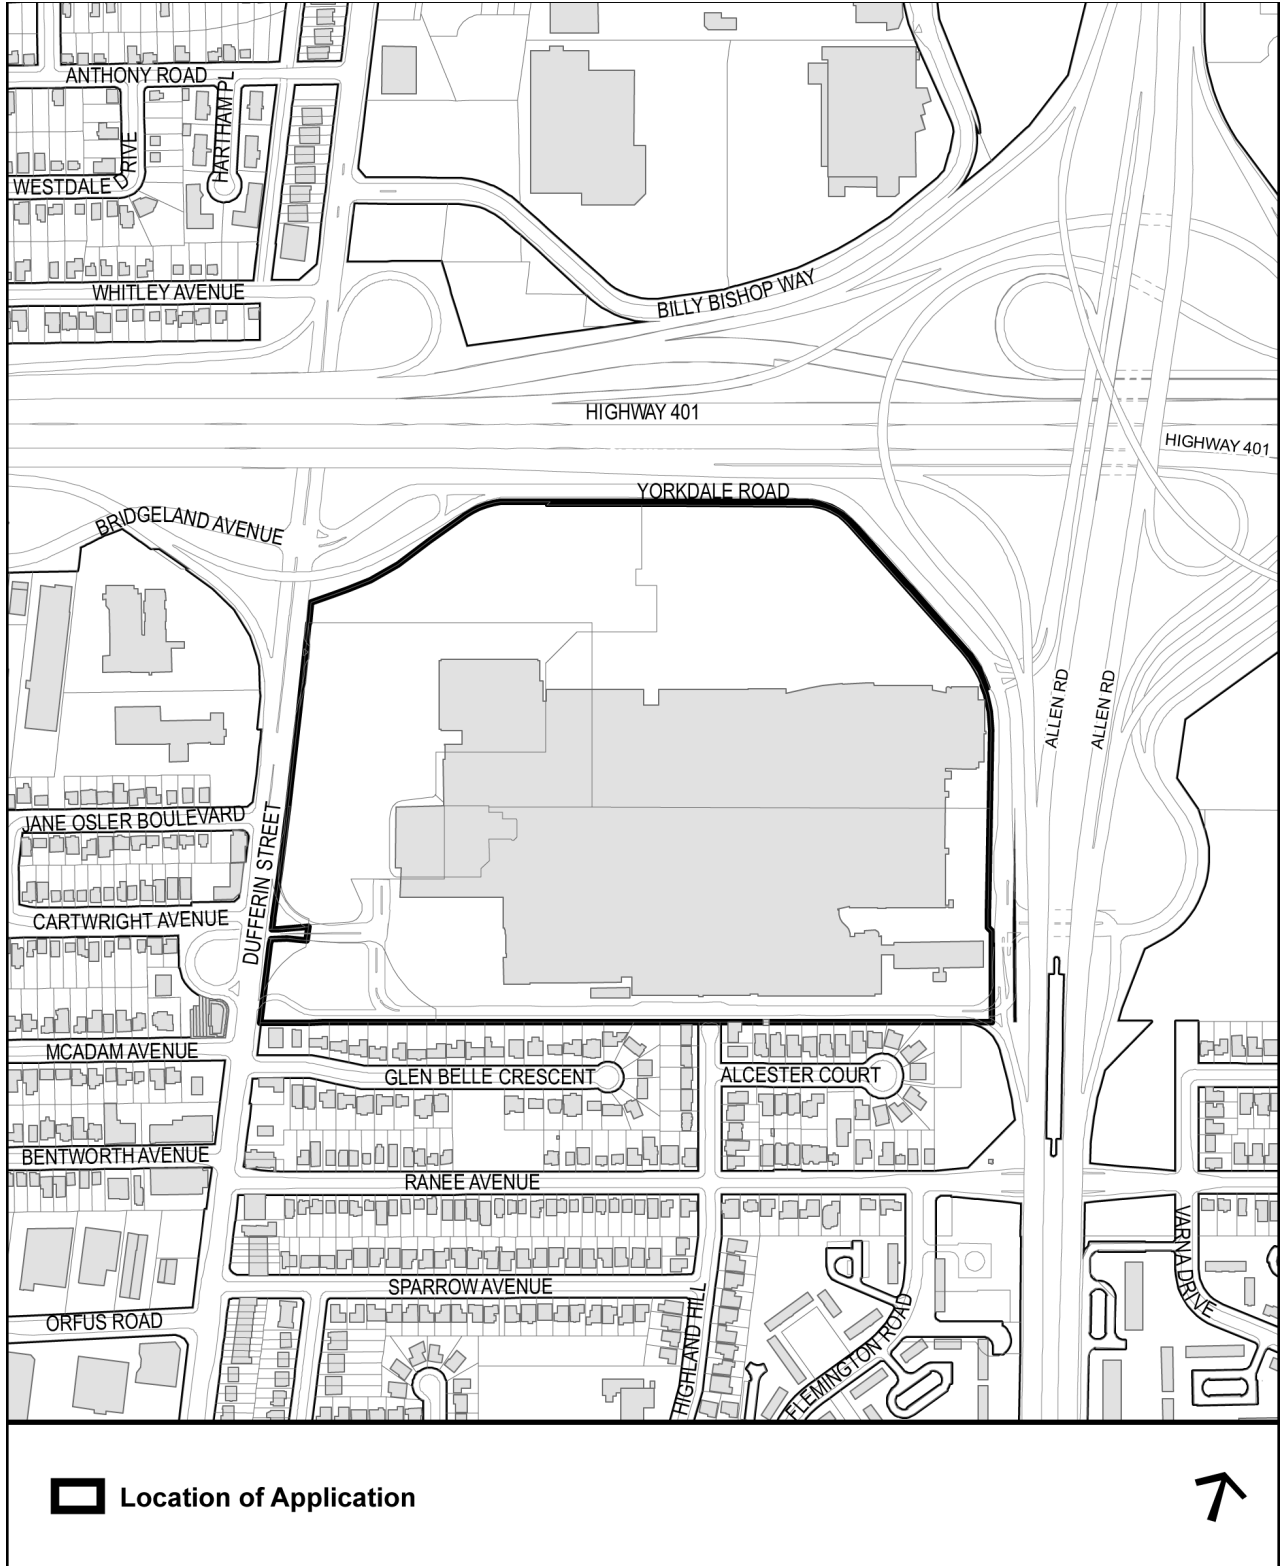 ANTHONY ROAD
HARTHAM PL
DRIVE
WESTDALE
WHITLEY AVENUE
BILLY BISHOP WAY
HIGHWAY 401
HIGHWAY 401
YORKDALE ROAD
BRIDGELAND AVENUE
ALLEN RD
ALLEN RD
JANE OSLER BOULEVARD
DUFFERIN STREET
CARTWRIGHT AVENUE
MCADAM AVENUE
GLEN BELLE CRESCENT
ALCESTER COURT
BENTWORTH AVENUE
RANEE AVENUE
VARNA DRIVE
SPARROW AVENUE
HIGHLAND HILL
FLEMINGTON ROAD
ORFUS ROAD
Location of Application